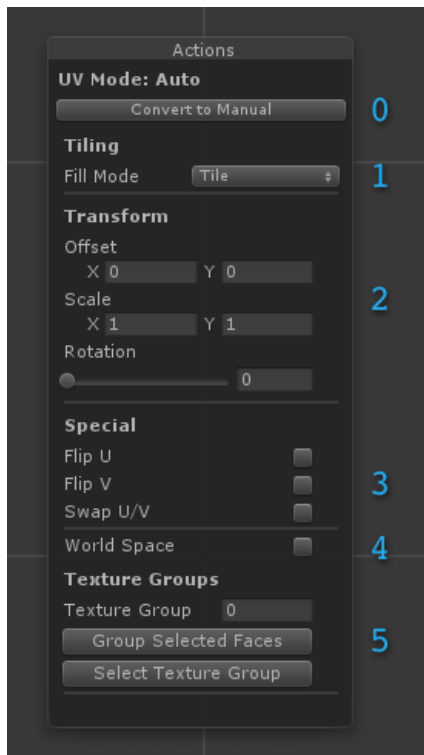 Actions
UV Mode: Auto
Convert to Manual 0
Tiling
Fill Mode Tile 1
Transform
Offset
X 0 Y 0
Scale 2
X 1 Y 1
Rotation
0
Special
Flip U
Flip V 3
Swap U/V
World Space 4
Texture Groups
Texture Group 0
Group Selected Faces 5
Select Texture Group